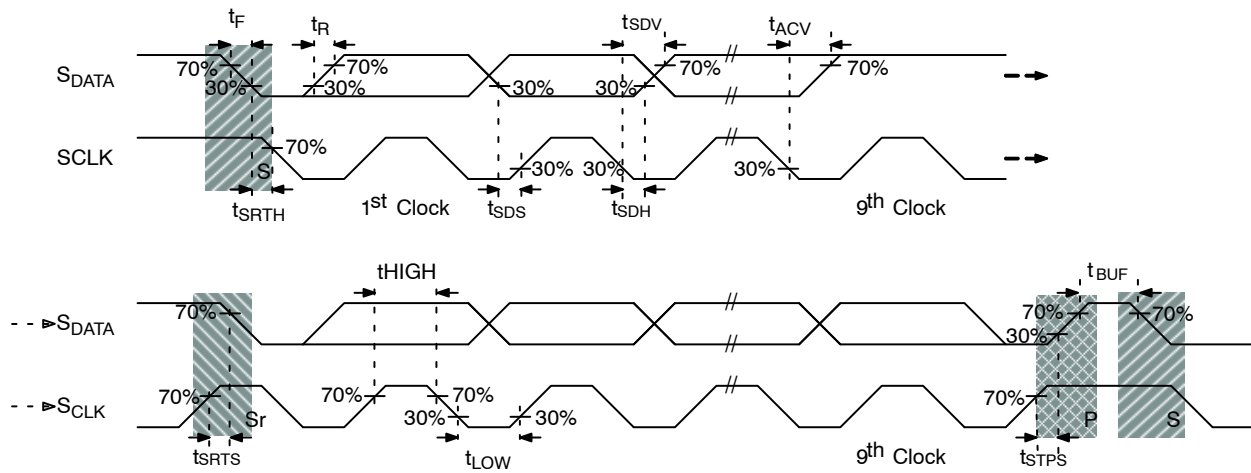 tF tR tSDV tACV
SDATA 70% 70% 70% 70%
30% 30% 30% 30%
SCLK 70% 30% 30% 30%
S
tSRTH 1st Clock tSDS tSDH 9th Clock
tHIGH tBUF
SDATA 70% 70% 70%
30%
SCLK 70% 70% 70% 70%
30% 30%
Sr P S
tSRTS tLOW 9th Clock tSTPS